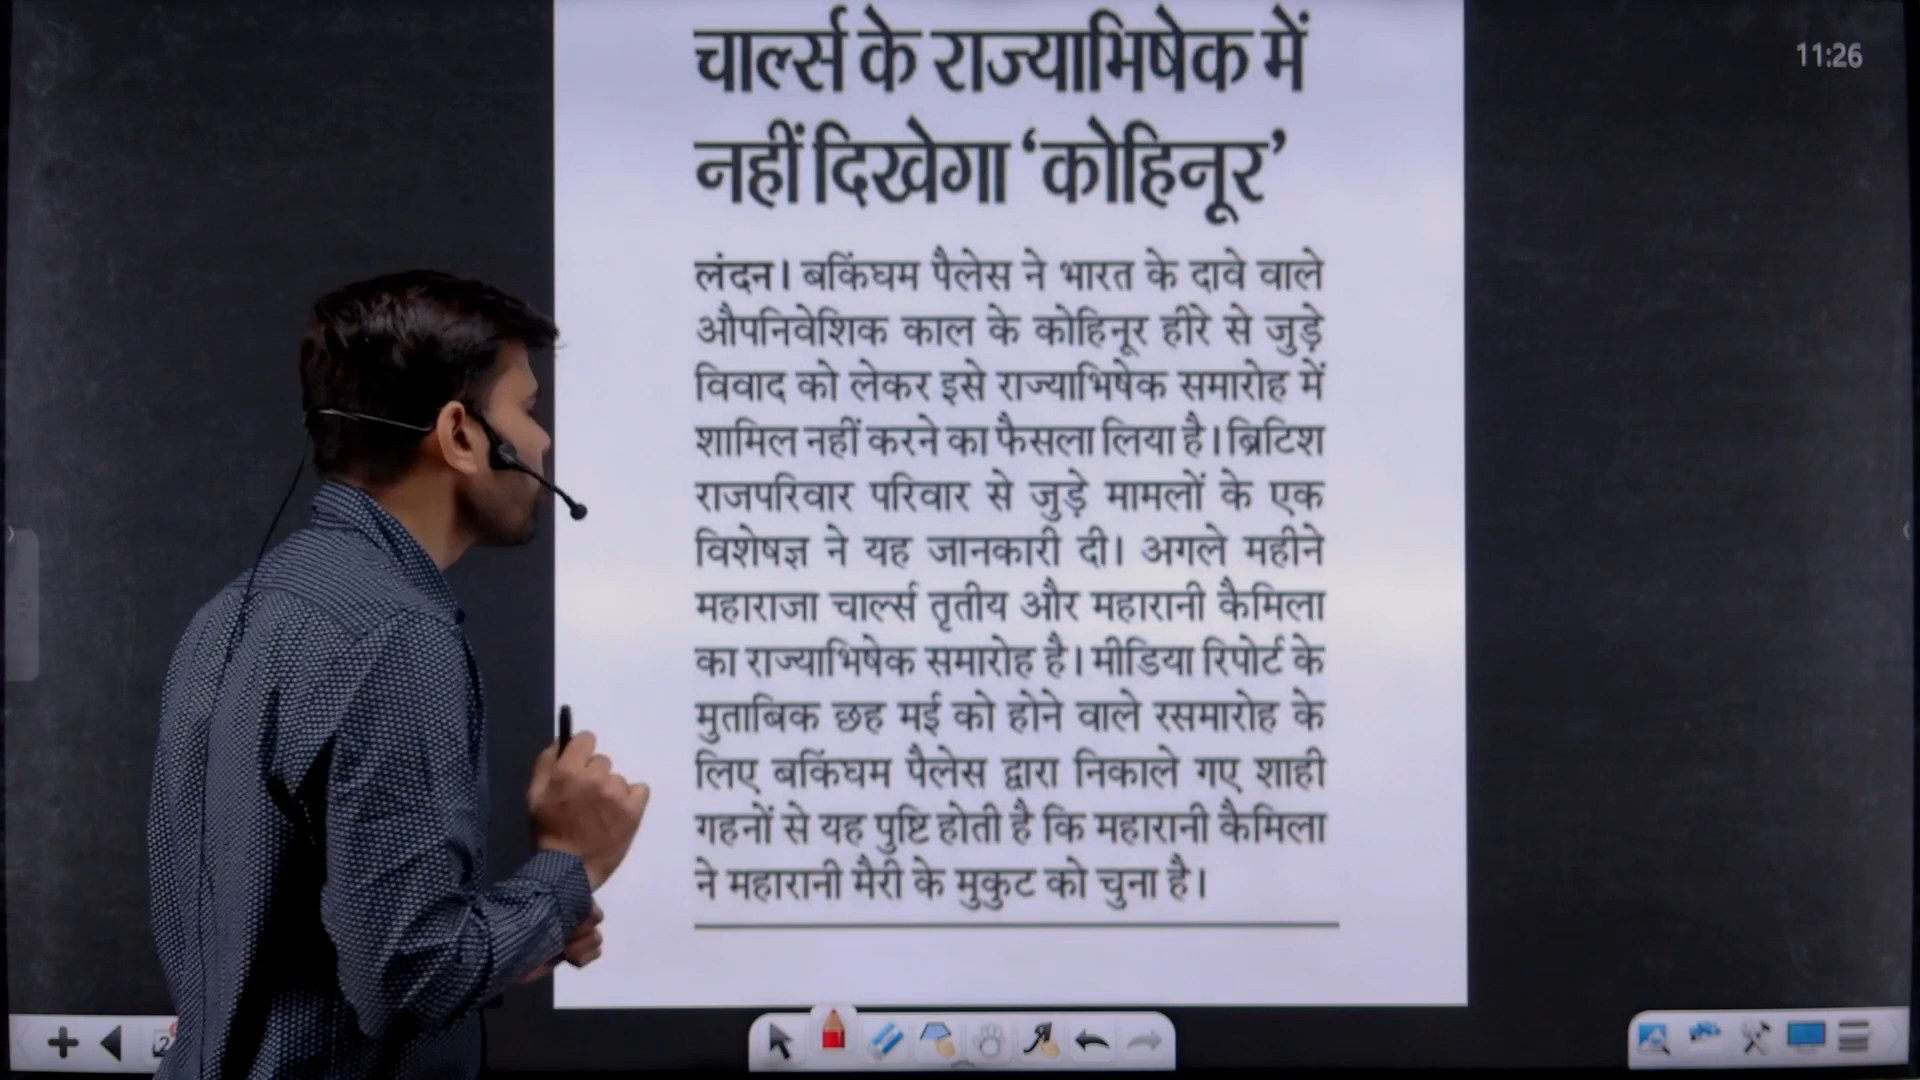 चार्ल्स के राज्याभिषेक में
नहीं दिखेगा ‘कोहिनूर’
11:26
लंदन। बकिंघम पैलेस ने भारत के दावे वाले
औपनिवेशिक काल के कोहिनूर हीरे से जुड़े
विवाद को लेकर इसे राज्याभिषेक समारोह में
शामिल नहीं करने का फैसला लिया है। ब्रिटिश
राजपरिवार परिवार से जुड़े मामलों के एक
विशेषज्ञ ने यह जानकारी दी। अगले महीने
महाराजा चार्ल्स तृतीय और महारानी कैमिला
का राज्याभिषेक समारोह है। मीडिया रिपोर्ट के
मुताबिक छह मई को होने वाले रसमारोह के
लिए बकिंघम पैलेस द्वारा निकाले गए शाही
गहनों से यह पुष्टि होती है कि महारानी कैमिला
ने महारानी मैरी के मुकुट को चुना है।